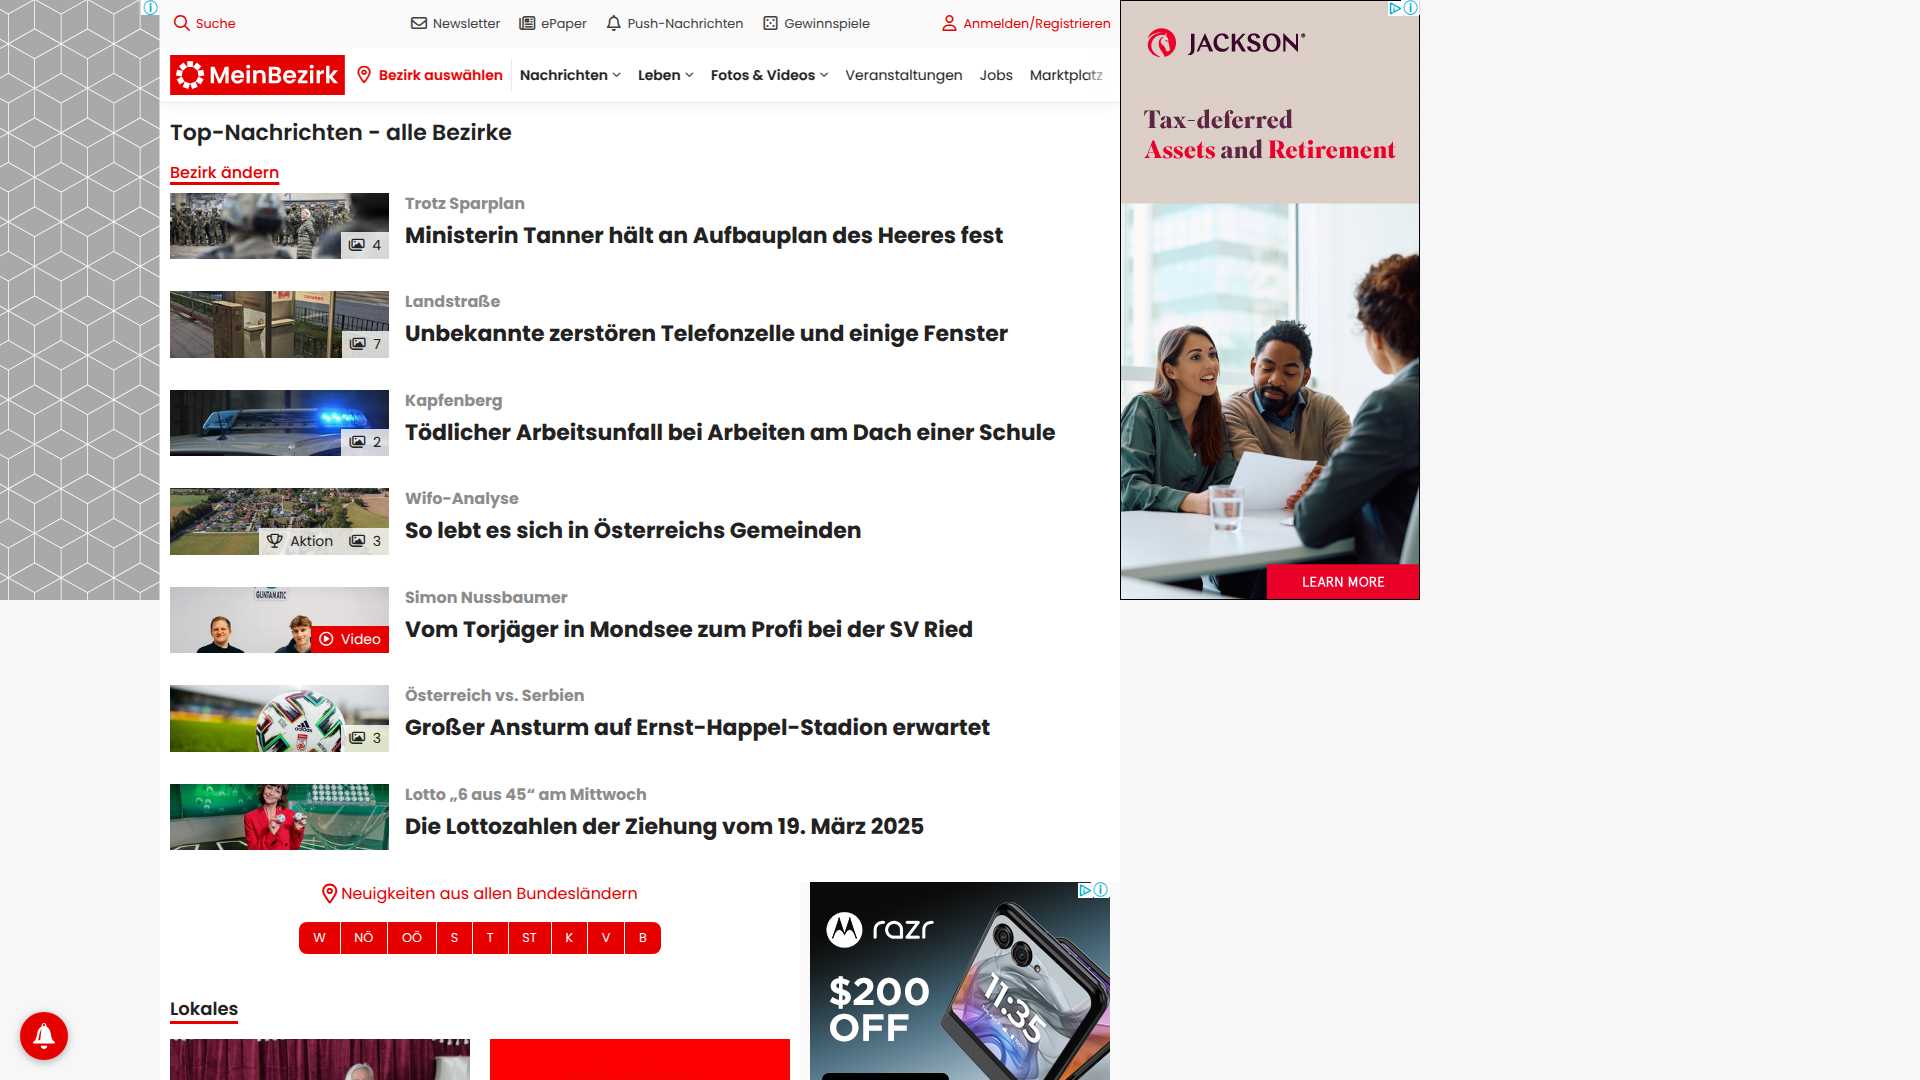 Suche
Newsletter
ePaper
Push-Nachrichten
Gewinnspiele
Anmelden/Registrieren
MeinBezirk
Bezirk auswählen
Nachrichten
Leben
Fotos & Videos
Veranstaltungen
Jobs
Marktplatz
Top-Nachrichten - alle Bezirke
Bezirk ändern
4
Trotz Sparplan
Ministerin Tanner hält an Aufbauplan des Heeres fest
7
Landstraße
Unbekannte zerstören Telefonzelle und einige Fenster
2
Kapfenberg
Tödlicher Arbeitsunfall bei Arbeiten am Dach einer Schule
Aktion
3
Wifo-Analyse
So lebt es sich in Österreichs Gemeinden
GUNTAMATIC
Video
Simon Nussbaumer
Vom Torjäger in Mondsee zum Profi bei der SV Ried
adidas
3
Österreich vs. Serbien
Großer Ansturm auf Ernst-Happel-Stadion erwartet
Lotto „6 aus 45“ am Mittwoch
Die Lottozahlen der Ziehung vom 19. März 2025
Neuigkeiten aus allen Bundesländern
W
NÖ
OÖ
S
T
ST
K
V
B
Lokales
JACKSON®
Tax-deferred
Assets and Retirement
LEARN MORE
razr
$200
OFF
11:35